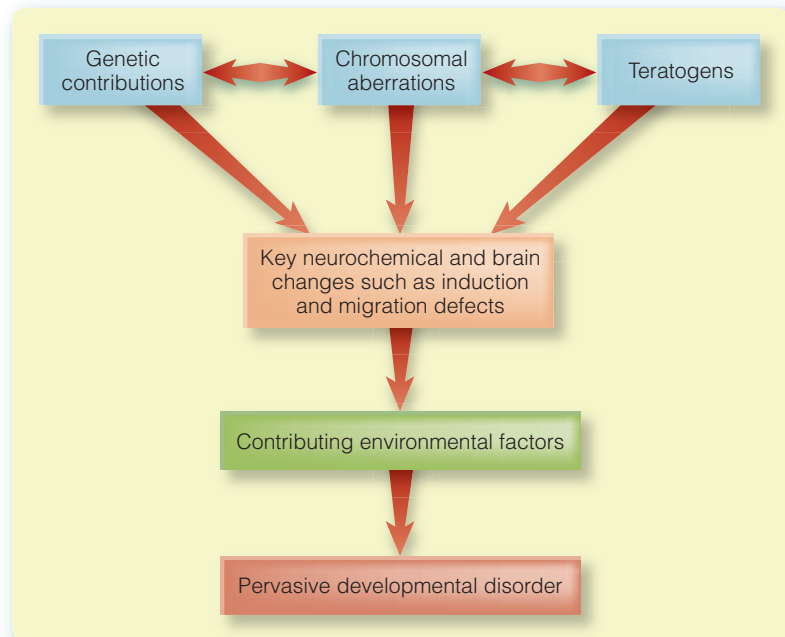 Genetic
contributions
Chromosomal
aberrations
Teratogens
Key neurochemical and brain
changes such as induction
and migration defects
Contributing environmental factors
Pervasive developmental disorder